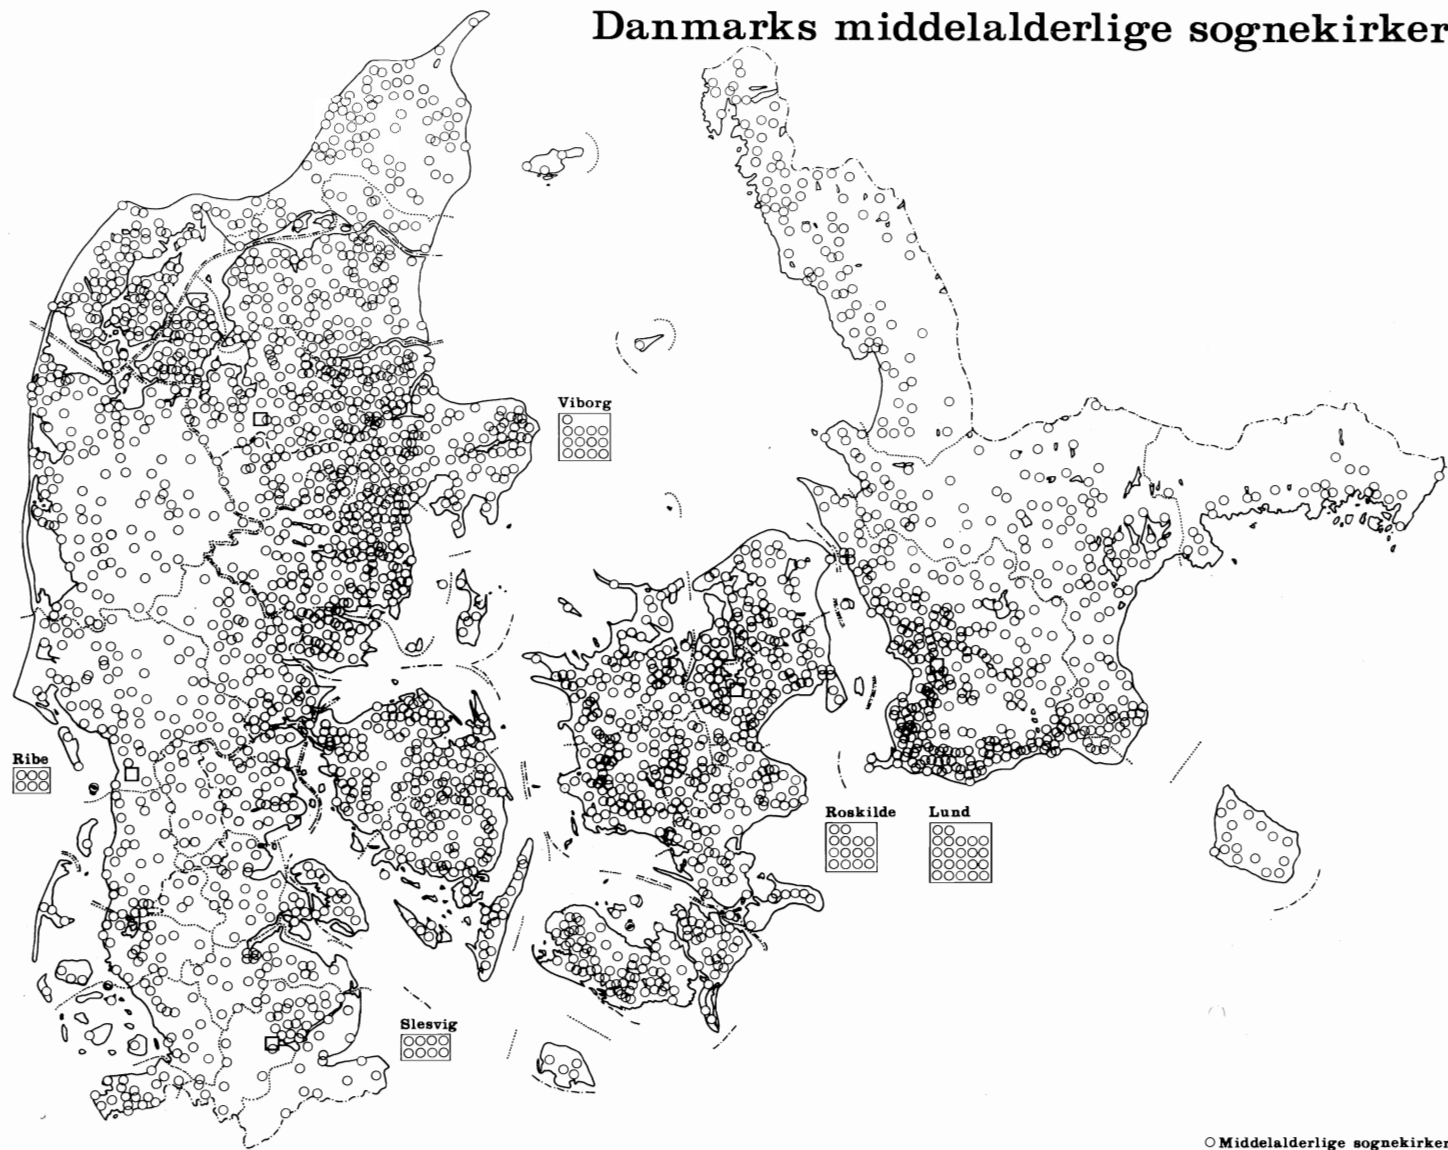 Danmarks middelalderlige sognekirker
Viborg
Ribe
Roskilde
Lund
Slesvig
Middelalderlige sognekirker